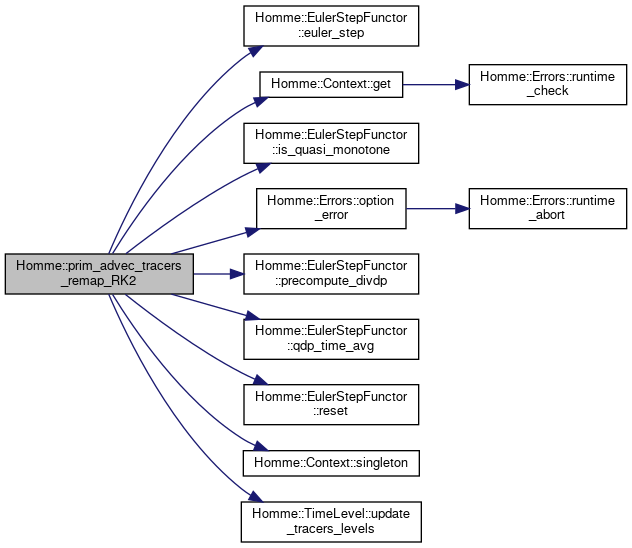 Homme::EulerStepFunctor
::euler_step
Homme::Context::get
Homme::Errors::runtime
_check
Homme::EulerStepFunctor
::is_quasi_monotone
Homme::Errors::option
_error
Homme::Errors::runtime
_abort
Homme::prim_advec_tracers
_remap_RK2
Homme::EulerStepFunctor
::precompute_divdp
Homme::EulerStepFunctor
::qdp_time_avg
Homme::EulerStepFunctor
::reset
Homme::Context::singleton
Homme::TimeLevel::update
_tracers_levels